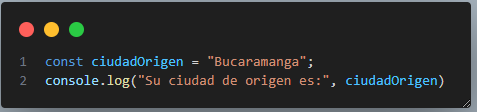 1 const ciudadOrigen = "Bucaramanga";
2 console.log("Su ciudad de origen es:", ciudadOrigen)